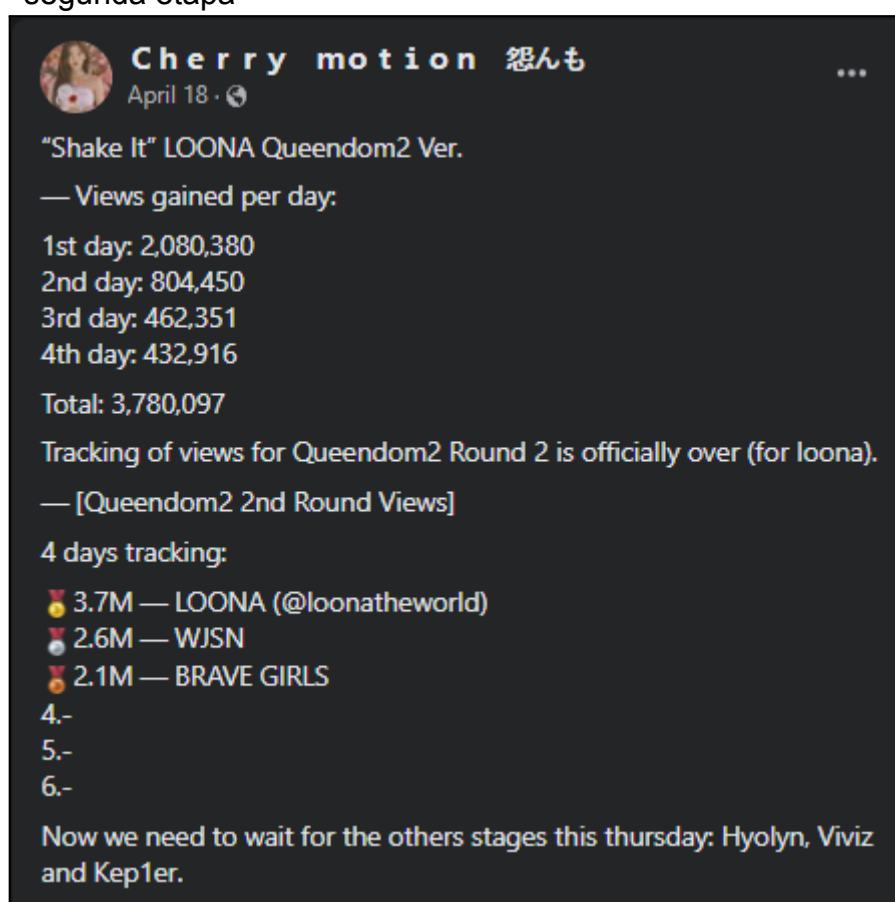 segunda etapa
Cherry motion 怨んも
April 18 ·
“Shake It” LOONA Queendom2 Ver.
— Views gained per day:
1st day: 2,080,380
2nd day: 804,450
3rd day: 462,351
4th day: 432,916
Total: 3,780,097
Tracking of views for Queendom2 Round 2 is officially over (for loona).
— [Queendom2 2nd Round Views]
4 days tracking:
🥇3.7M — LOONA (@loonatheworld)
🥈2.6M — WJSN
🥉2.1M — BRAVE GIRLS
4.-
5.-
6.-
Now we need to wait for the others stages this thursday: Hyolyn, Viviz
and Kep1er.